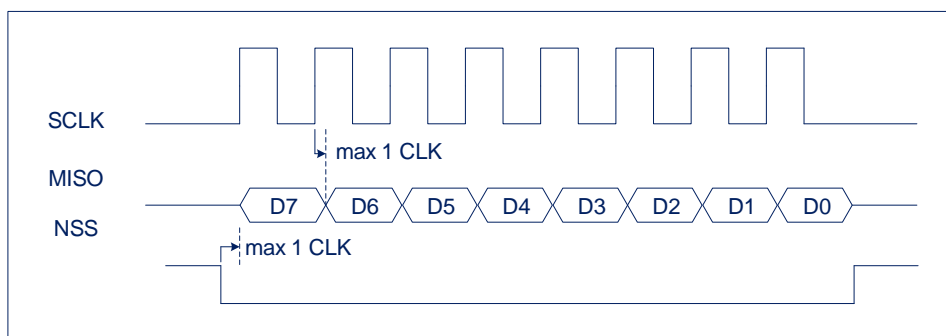 SCLK
max 1 CLK
MISO
D7 D6 D5 D4 D3 D2 D1 D0
NSS
max 1 CLK